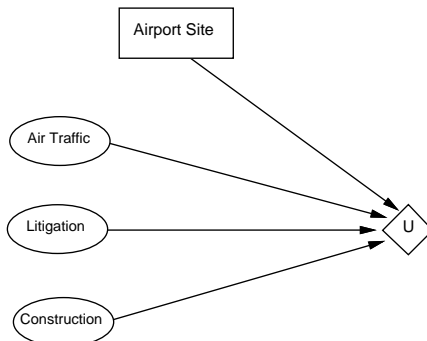 Airport Site
Air Traffic
Litigation
U
Construction